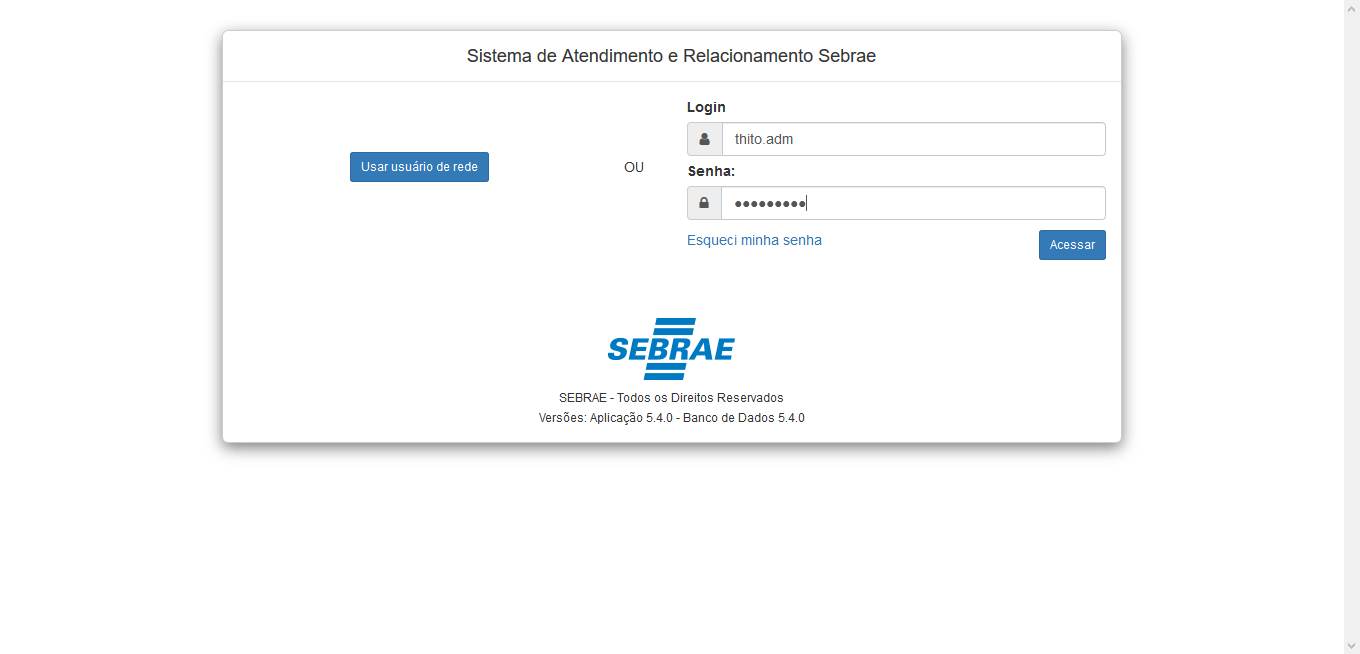 Sistema de Atendimento e Relacionamento Sebrae
Login
thito.adm
Usar usuário de rede
OU
Senha:
•••••••••
Esqueci minha senha
Acessar
SEBRAE
SEBRAE - Todos os Direitos Reservados
Versões: Aplicação 5.4.0 - Banco de Dados 5.4.0